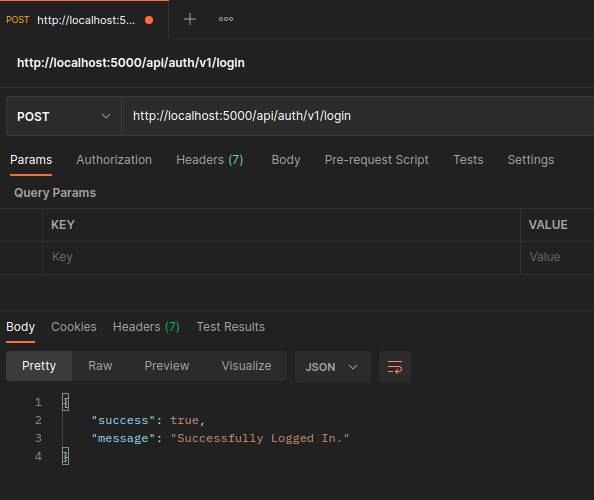 POST http://localhost:5...
http://localhost:5000/api/auth/v1/login
POST http://localhost:5000/api/auth/v1/login
Params Authorization Headers (7) Body Pre-request Script Tests Settings
Query Params
KEY VALUE
Key Value
Body Cookies Headers (7) Test Results
Pretty Raw Preview Visualize JSON
1 {
2 "success": true,
3 "message": "Successfully Logged In."
4 }